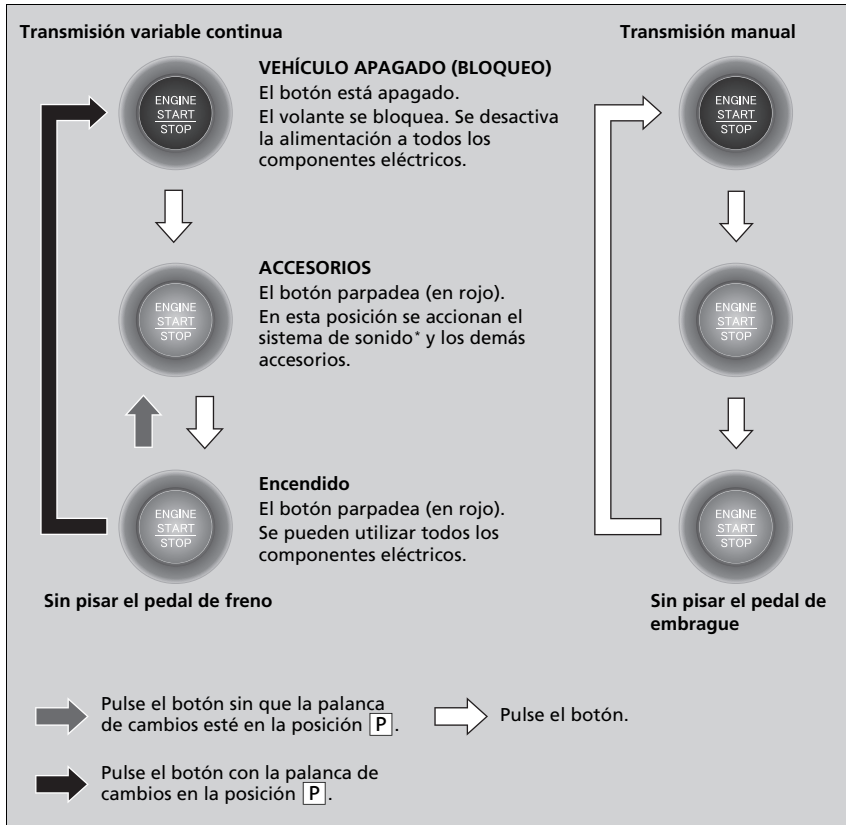 Transmisión variable continua
Transmisión manual
ENGINE
START
STOP
VEHÍCULO APAGADO (BLOQUEO)
El botón está apagado.
El volante se bloquea. Se desactiva
la alimentación a todos los
componentes eléctricos.
ENGINE
START
STOP
ENGINE
START
STOP
ACCESORIOS
El botón parpadea (en rojo).
En esta posición se accionan el
sistema de sonido* y los demás
accesorios.
ENGINE
START
STOP
ENGINE
START
STOP
Encendido
El botón parpadea (en rojo).
Se pueden utilizar todos los
componentes eléctricos.
ENGINE
START
STOP
Sin pisar el pedal de freno
Sin pisar el pedal de
embrague
Pulse el botón sin que la palanca
de cambios esté en la posición P.
Pulse el botón.
Pulse el botón con la palanca de
cambios en la posición P.